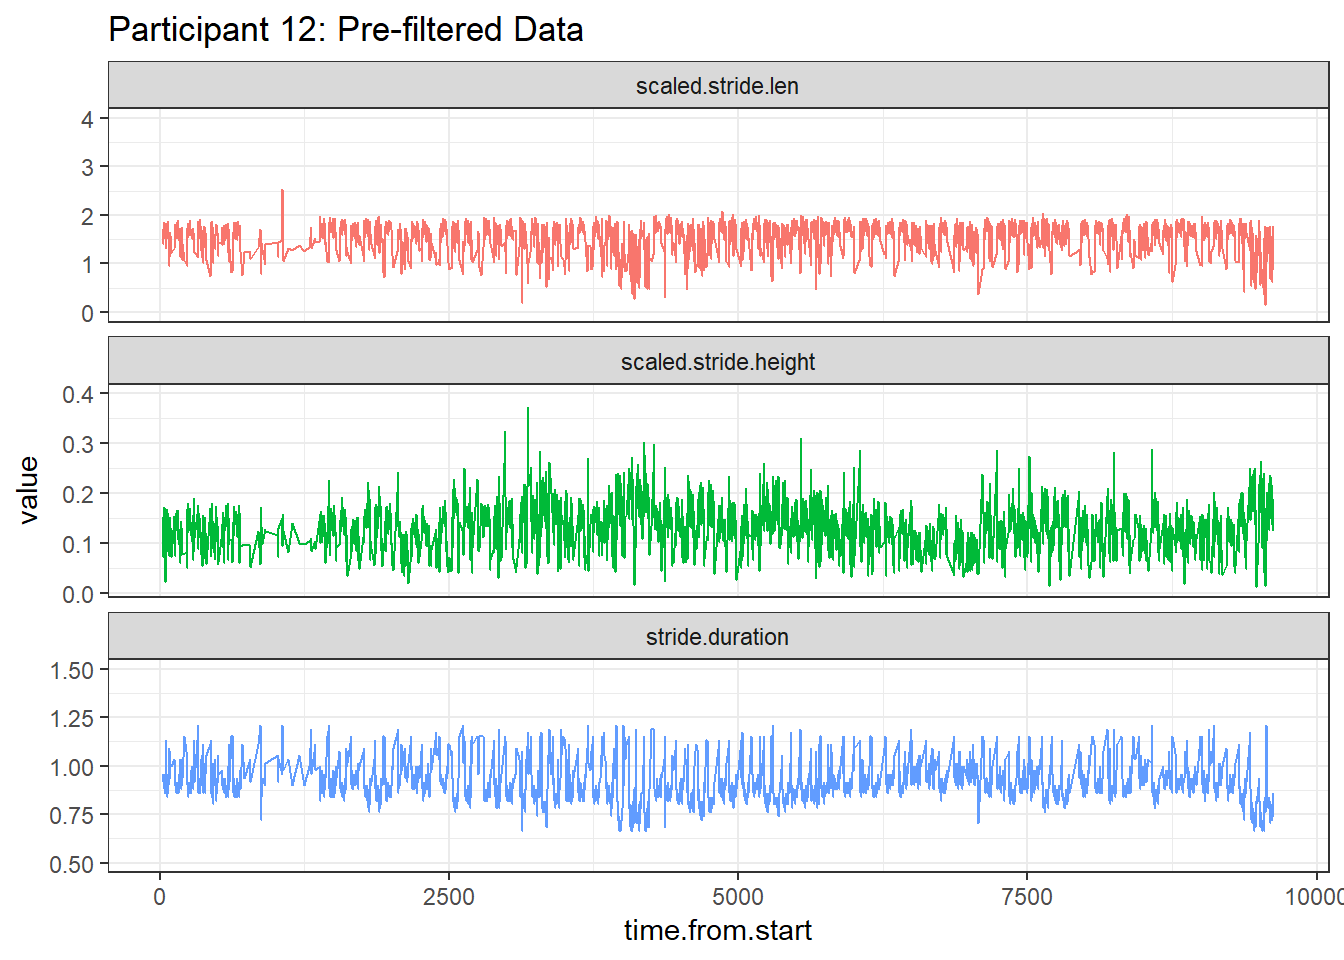 Participant 12: Pre-filtered Data
scaled.stride.len
4
3
2
1
0
scaled.stride.height
0.4
0.3
0.2
0.1
0.0
value
stride.duration
1.50
1.25
1.00
0.75
0.50
0 2500 5000 7500 10000
time.from.start